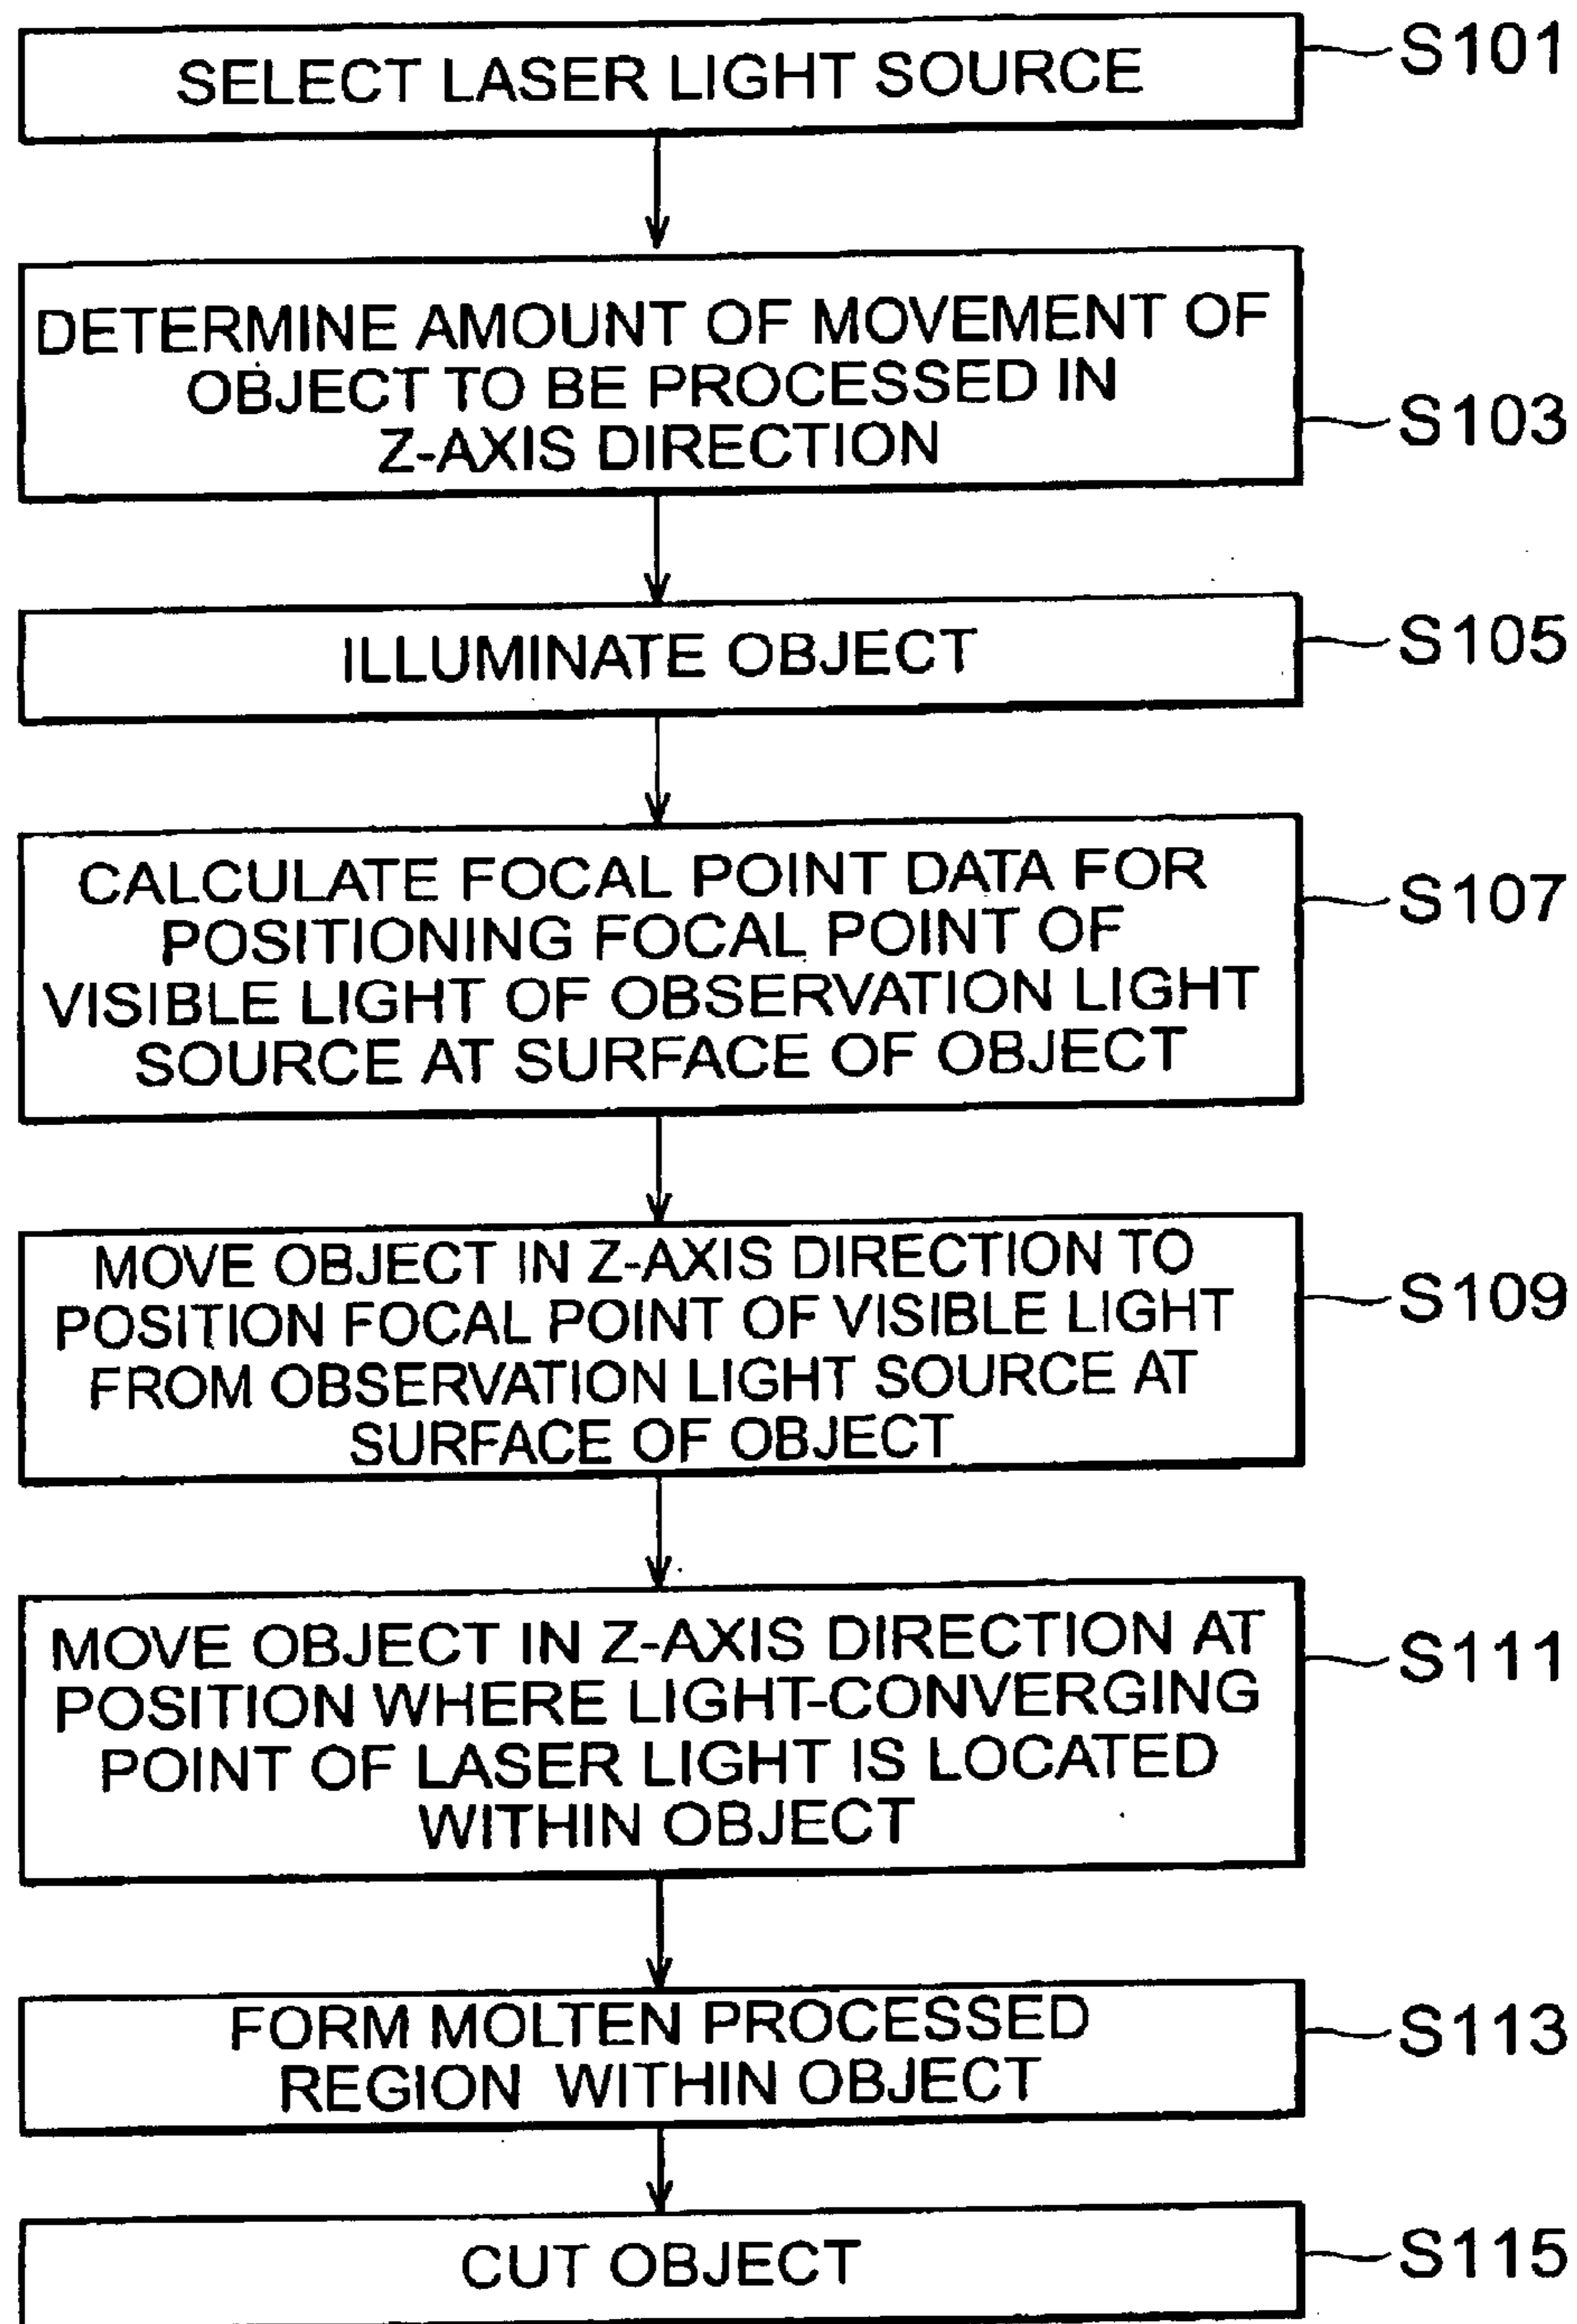 SELECT LASER LIGHT SOURCE
S101
DETERMINE AMOUNT OF MOVEMENT OF
OBJECT TO BE PROCESSED IN
Z-AXIS DIRECTION
S103
ILLUMINATE OBJECT
S105
CALCULATE FOCAL POINT DATA FOR
POSITIONING FOCAL POINT OF
VISIBLE LIGHT OF OBSERVATION LIGHT
SOURCE AT SURFACE OF OBJECT
S107
MOVE OBJECT IN Z-AXIS DIRECTION TO
POSITION FOCAL POINT OF VISIBLE LIGHT
FROM OBSERVATION LIGHT SOURCE AT
SURFACE OF OBJECT
S109
MOVE OBJECT IN Z-AXIS DIRECTION AT
POSITION WHERE LIGHT-CONVERGING
POINT OF LASER LIGHT IS LOCATED
WITHIN OBJECT
S111
FORM MOLTEN PROCESSED
REGION WITHIN OBJECT
S113
CUT OBJECT
S115